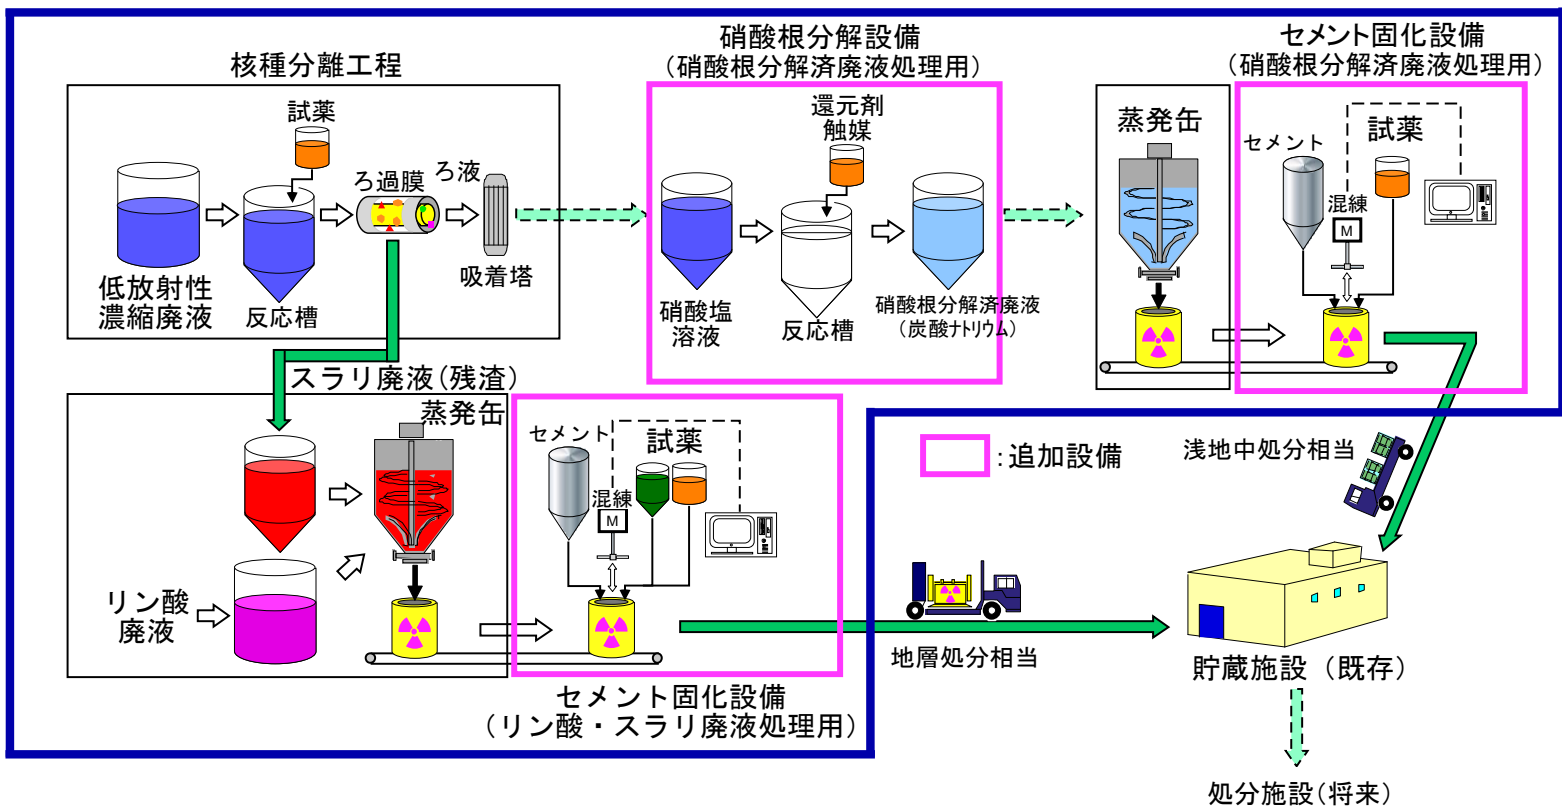 核種分離工程
試薬
ろ過膜
ろ液
低放射性
濃縮廃液
反応槽
吸着塔
硝酸根分解設備
(硝酸根分解済廃液処理用)
還元剤
触媒
硝酸塩
溶液
反応槽
硝酸根分解済廃液
(炭酸ナトリウム)
セメント固化設備
(硝酸根分解済廃液処理用)
蒸発缶
セメント
試薬
混練
M
スラリ廃液(残渣)
蒸発缶
リン酸
廃液
セメント
試薬
混練
M
セメント固化設備
(リン酸・スラリ廃液処理用)
:追加設備
浅地中処分相当
地層処分相当
貯蔵施設(既存)
処分施設(将来)